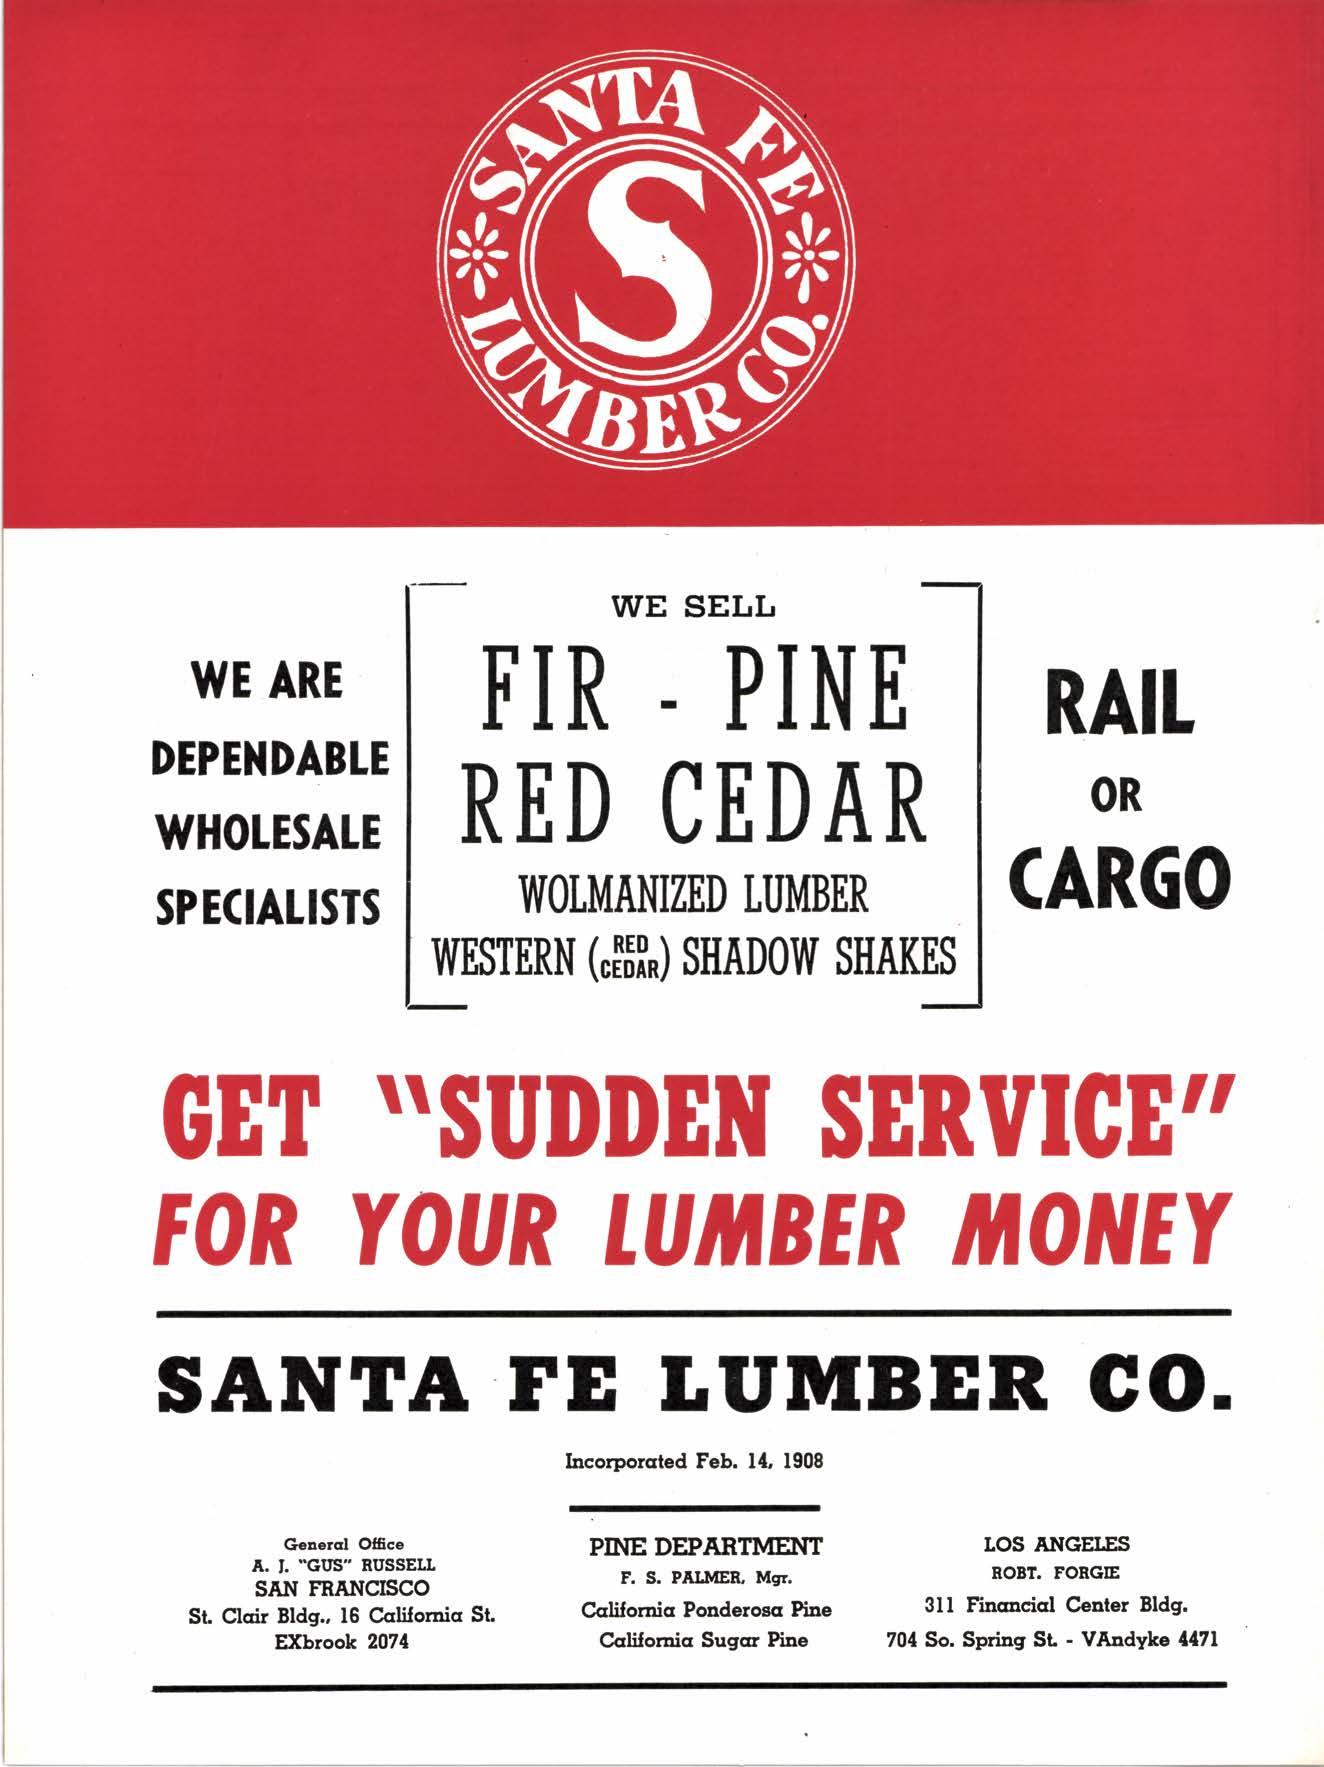 SANTA FE
S
LUMBER CO.
WE ARE
DEPENDABLE
WHOLESALE
SPECIALISTS
WE SELL
FIR - PINE
RED CEDAR
WOLMANIZED LUMBER
WESTERN (RED CEDAR) SHADOW SHAKES
RAIL
OR
CARGO
GET "SUDDEN SERVICE"
FOR YOUR LUMBER MONEY
SANTA FE LUMBER CO.
Incorporated Feb. 14, 1908
General Office
A. J. "GUS" RUSSELL
SAN FRANCISCO
St. Clair Bldg., 16 California St.
EXbrook 2074
PINE DEPARTMENT
F. S. PALMER, Mgr.
California Ponderosa Pine
California Sugar Pine
LOS ANGELES
ROBT. FORGIE
311 Financial Center Bldg.
704 So. Spring St. - VAndyke 4471